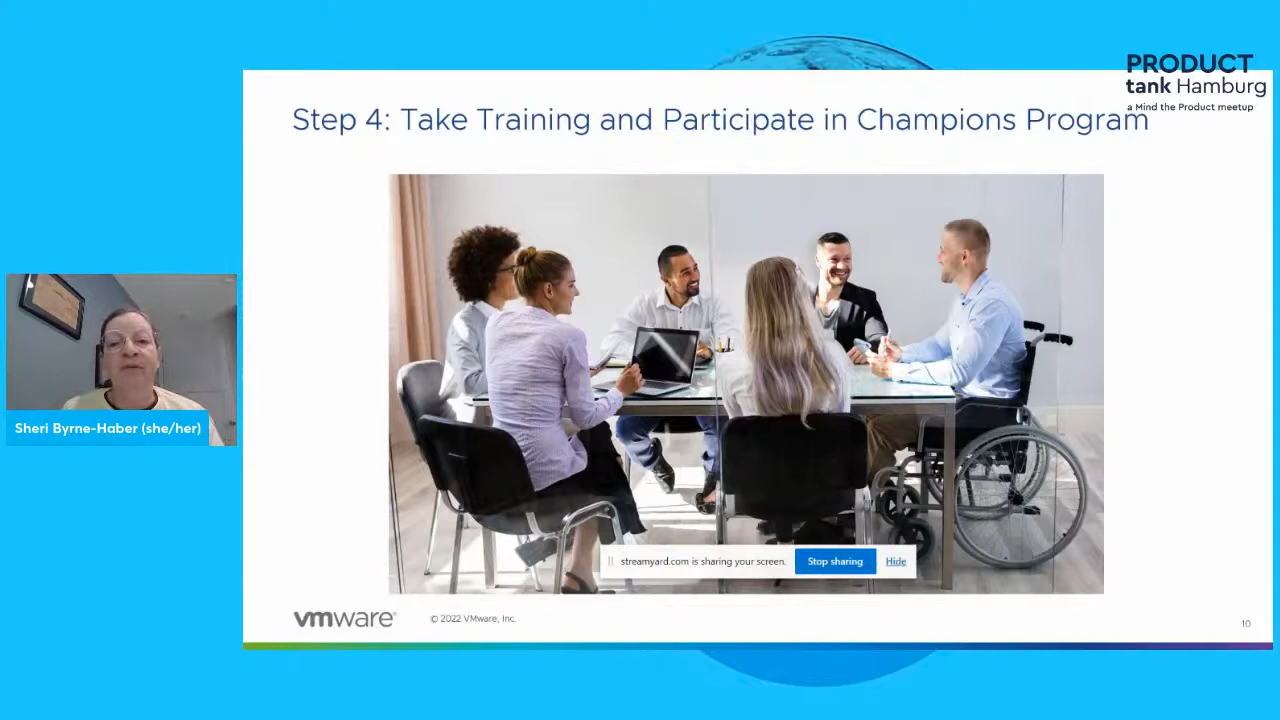 PRODUCT
tank Hamburg
a Mind the Product meetup
Step 4: Take Training and Participate in Champions Program
Sheri Byrne-Haber (she/her)
streamyard.com is sharing your screen.
Stop sharing
Hide
vmware®
© 2022 VMware, Inc.
10